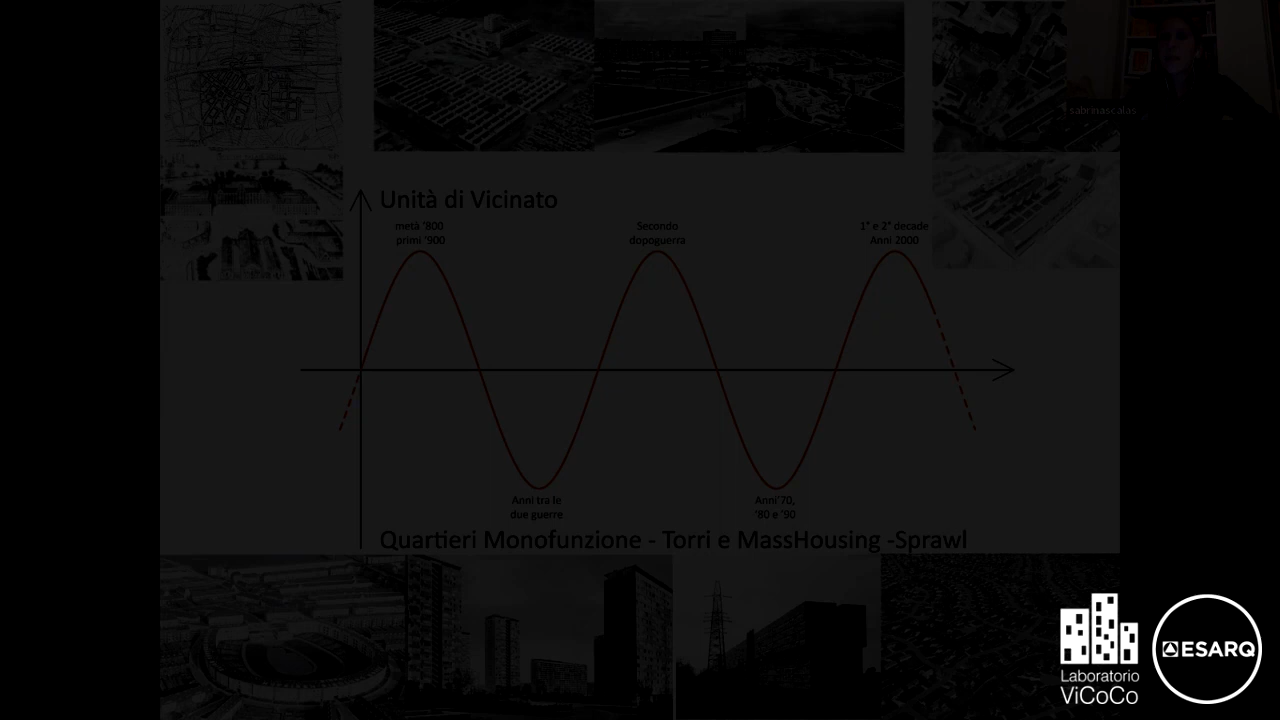 sabrinascalas
Unità di Vicinato
metà '800
primi '900
Secondo
dopoguerra
1° e 2° decade
Anni 2000
Anni tra le
due guerre
Anni'70,
'80 e '90
Quartieri Monofunzione - Torri e MassHousing -Sprawl
Laboratorio
ViCoCo
ESARQ